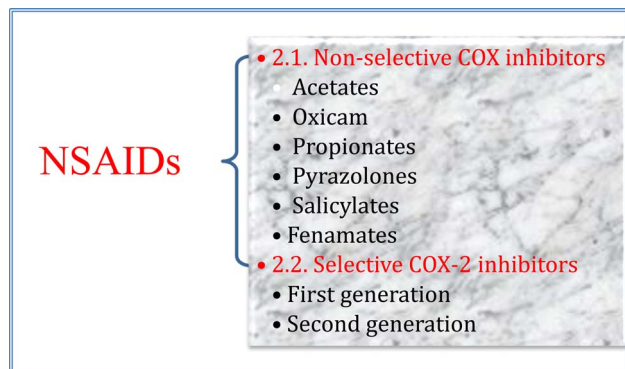 NSAIDs
• 2.1. Non-selective COX inhibitors
• Acetates
• Oxicam
• Propionates
• Pyrazolones
• Salicylates
• Fenamates
• 2.2. Selective COX-2 inhibitors
• First generation
• Second generation